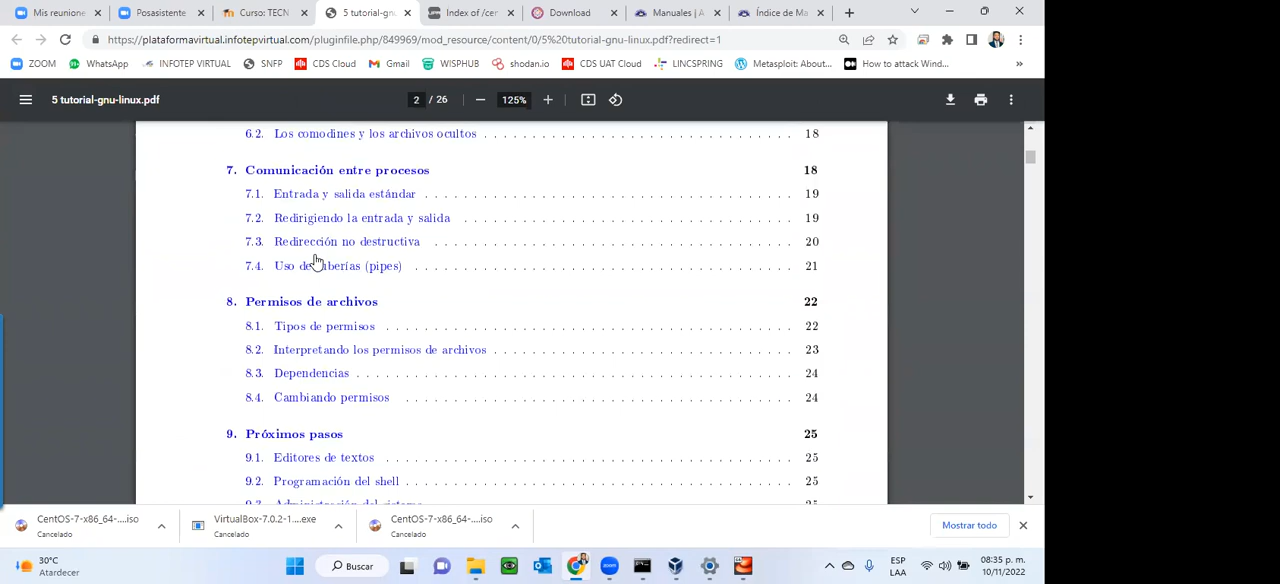 Mis reunione
Posasistente
Curso: TECN
5 tutorial-gnu
Index of /cer
Download
Manuales | A
Índice de Ma
https://plataformavirtual.infotepvirtual.com/pluginfile.php/849969/mod_resource/content/0/5%20tutorial-gnu-linux.pdf?redirect=1
ZOOM
WhatsApp
INFOTEP VIRTUAL
SNFP
CDS Cloud
Gmail
WISPHUB
shodan.io
CDS UAT Cloud
LINCSPRING
Metasploit: About...
How to attack Wind...
»
5 tutorial-gnu-linux.pdf
2 / 26
125%
6.2. Los comodines y los archivos ocultos 18
7. Comunicación entre procesos 18
7.1. Entrada y salida estándar 19
7.2. Redirigiendo la entrada y salida 19
7.3. Redirección no destructiva 20
7.4. Uso de tuberías (pipes) 21
8. Permisos de archivos 22
8.1. Tipos de permisos 22
8.2. Interpretando los permisos de archivos 23
8.3. Dependencias 24
8.4. Cambiando permisos 24
9. Próximos pasos 25
9.1. Editores de textos 25
9.2. Programación del shell 25
9.3. Administración del sistema 25
CentOS-7-x86_64-....iso
Cancelado
VirtualBox-7.0.2-1....exe
Cancelado
CentOS-7-x86_64-....iso
Cancelado
Mostrar todo
30°C
Atardecer
Buscar
ESP
LAA
08:35 p. m.
10/11/2022